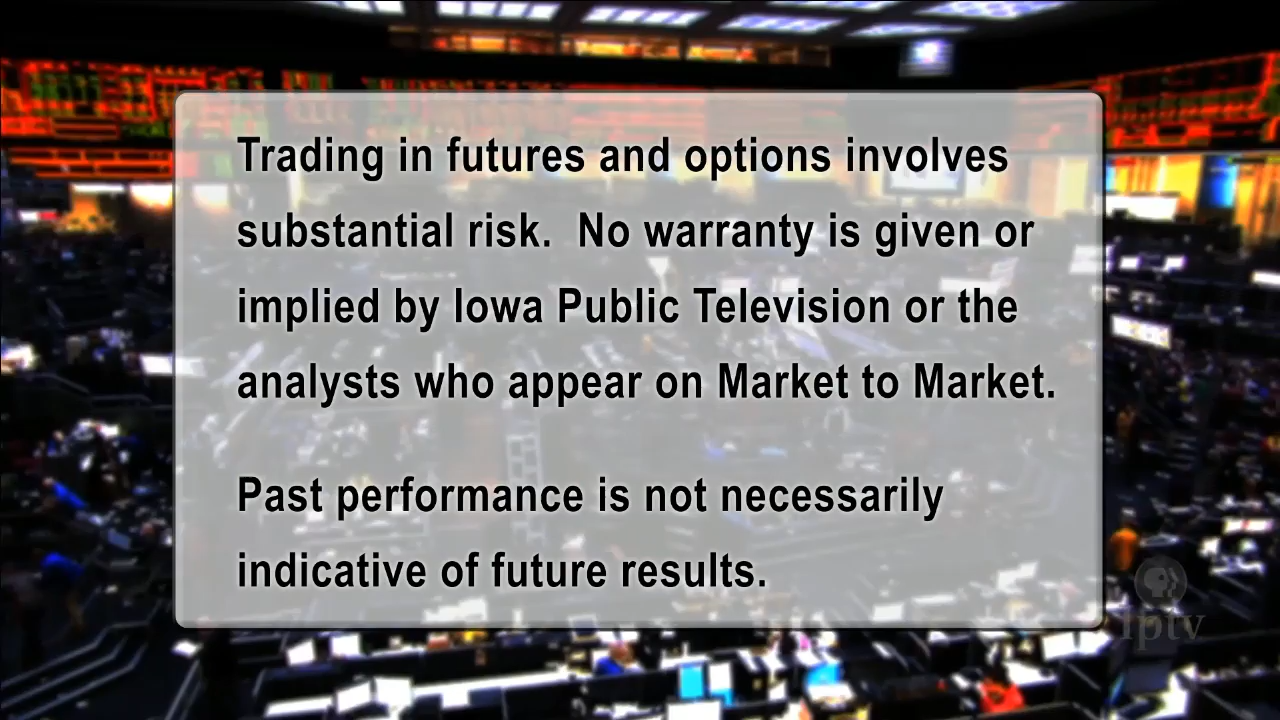 Trading in futures and options involves
substantial risk.  No warranty is given or
implied by Iowa Public Television or the
analysts who appear on Market to Market.
Past performance is not necessarily
indicative of future results.
iptv